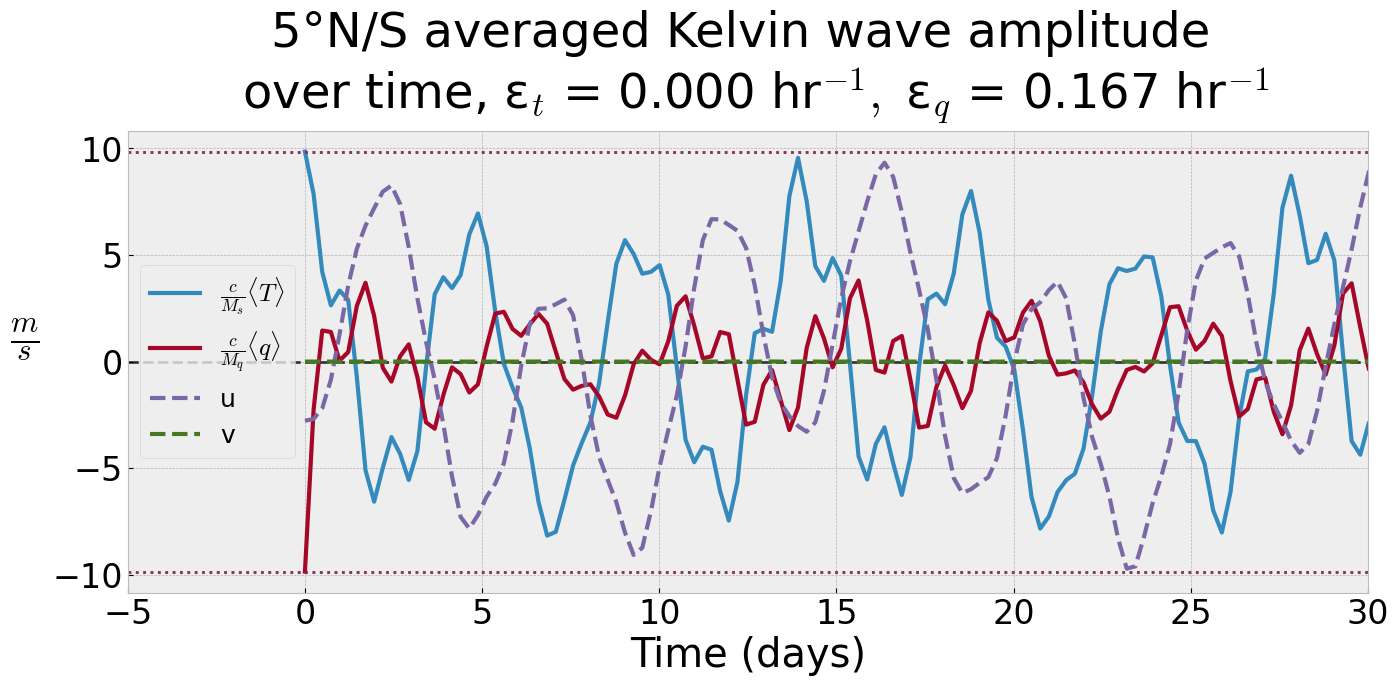 5°N/S averaged Kelvin wave amplitude
over time, ε_t = 0.000 hr⁻¹, ε_q = 0.167 hr⁻¹
10
5
0
−5
−10
m/s
c/M_s ⟨T⟩
c/M_q ⟨q⟩
u
v
−5 0 5 10 15 20 25 30
Time (days)